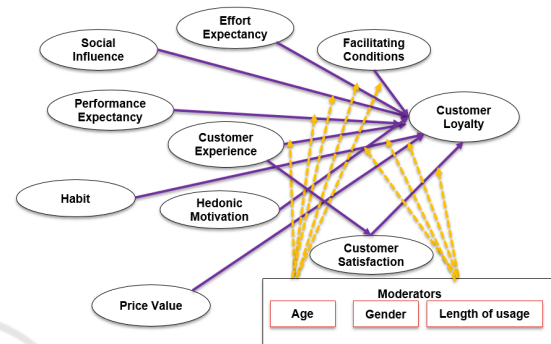 Effort
Expectancy
Social
Influence
Facilitating
Conditions
Performance
Expectancy
Customer
Loyalty
Customer
Experience
Habit
Hedonic
Motivation
Customer
Satisfaction
Price Value
Moderators
Age
Gender
Length of usage